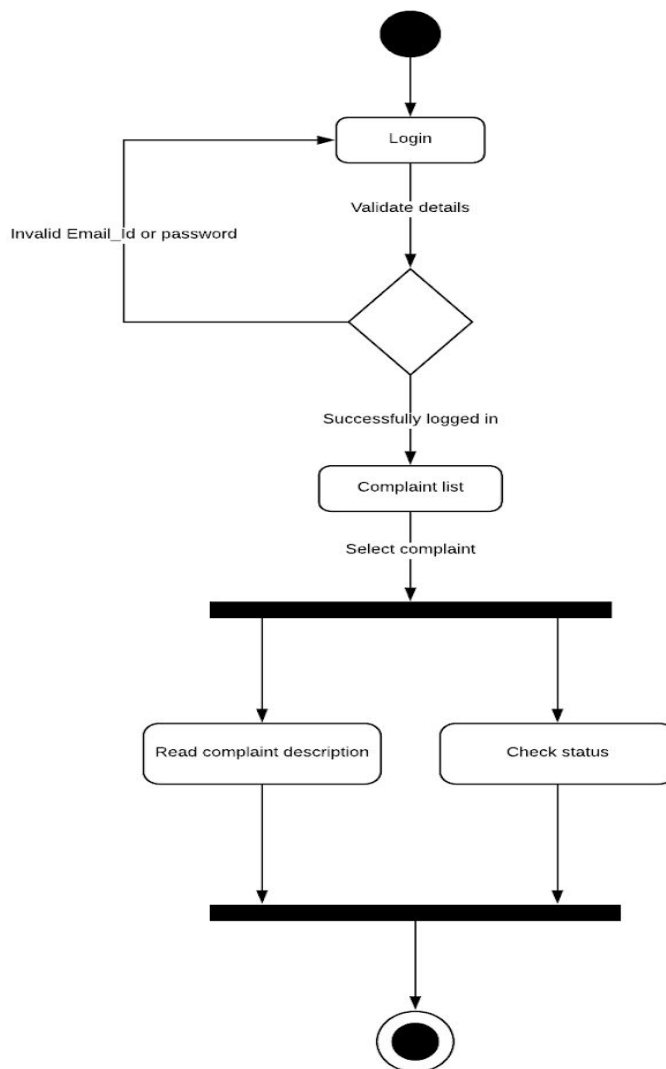 Login
Validate details
Invalid Email_Id or password
Successfully logged in
Complaint list
Select complaint
Read complaint description
Check status